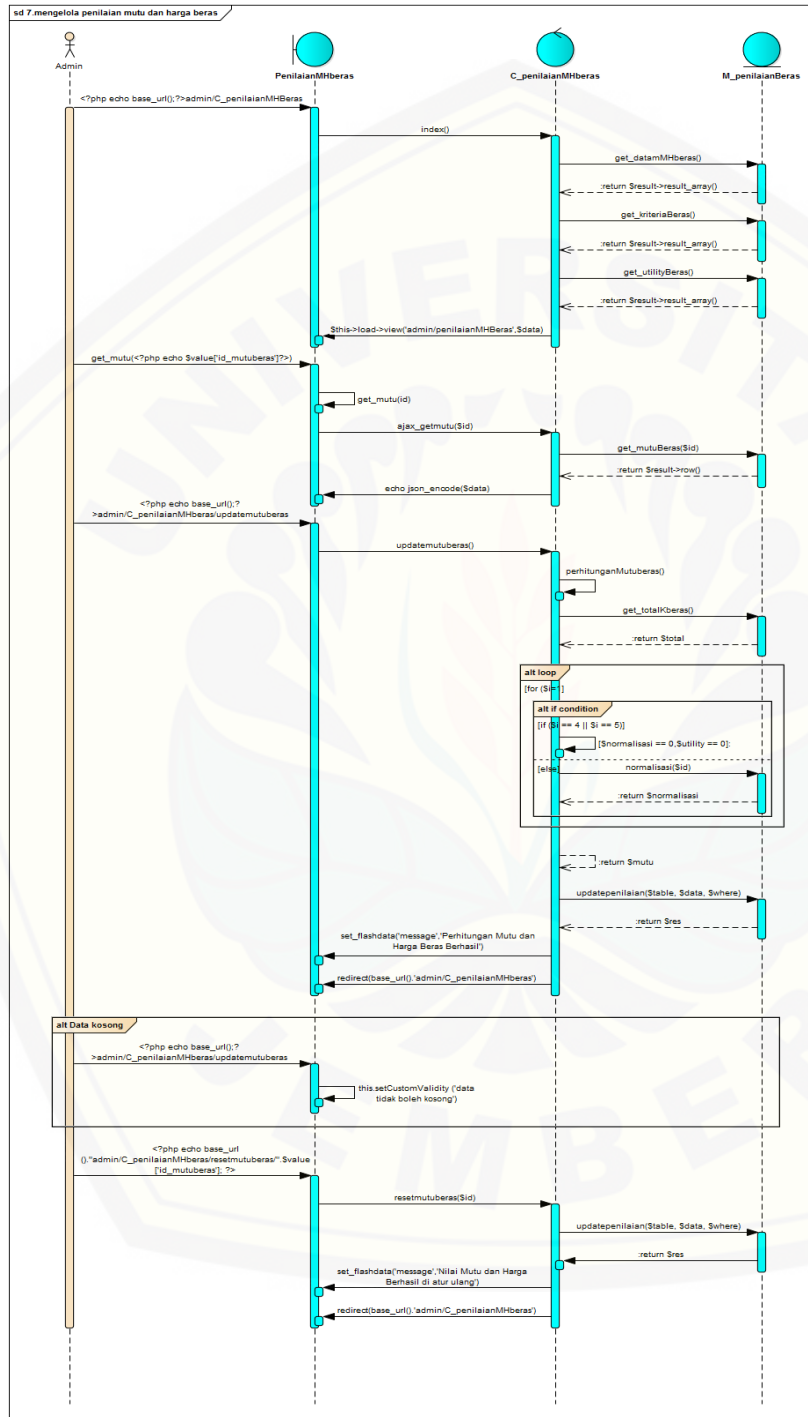 sd 7.mengelola penilaian mutu dan harga beras
Admin
PenilaianMHberas
C_penilaianMHberas
M_penilaianBeras
<?php echo base_url();?>admin/C_penilaianMHBeras
index()
get_datamMHberas()
:return $result->result_array()
get_kriteriaBeras()
:return $result->result_array()
get_utilityBeras()
:return $result->result_array()
$this->load->view('admin/penilaianMHBeras',$data)
get_mutu(<?php echo $value['id_mutuberas']?>)
get_mutu(id)
ajax_getmutu($id)
get_mutuBeras($id)
:return $result->row()
echo json_encode($data)
<?php echo base_url();?
>admin/C_penilaianMHberas/updatemutuberas
updatemutuberas()
perhitunganMutuberas()
get_totalKberas()
:return $total
alt loop
[for ($i=1]
alt if condition
[if ($i == 4 || $i == 5)]
[$normalisasi == 0,$utility == 0]:
[else]
normalisasi($id)
:return $normalisasi
:return $mutu
updatepenilaian($table, $data, $where)
:return $res
set_flashdata('message','Perhitungan Mutu dan
Harga Beras Berhasil')
redirect(base_url().'admin/C_penilaianMHberas')
alt Data kosong
<?php echo base_url();?
>admin/C_penilaianMHberas/updatemutuberas
this.setCustomValidity ('data
tidak boleh kosong')
<?php echo base_url
()."admin/C_penilaianMHberas/resetmutuberas/".$value
['id_mutuberas']; ?>
resetmutuberas($id)
updatepenilaian($table, $data, $where)
:return $res
set_flashdata('message','Nilai Mutu dan Harga
Berhasil di atur ulang')
redirect(base_url().'admin/C_penilaianMHberas')
UNIVERSITA
JEMBER